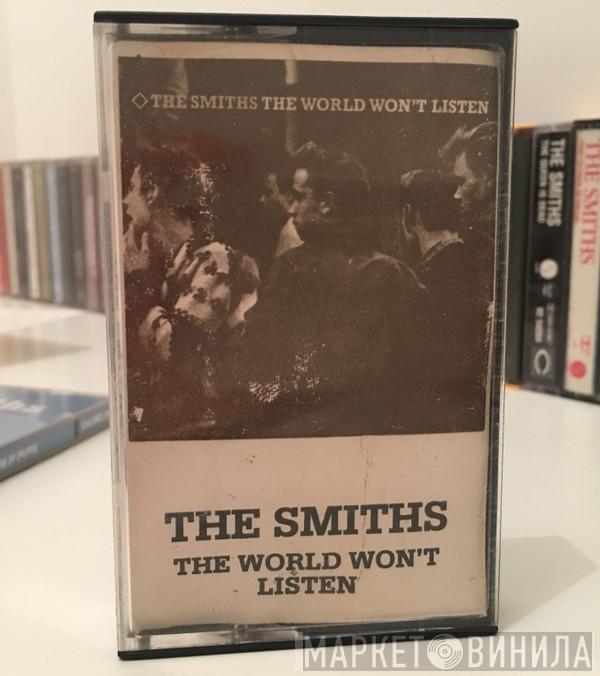 ◇ THE SMITHS THE WORLD WON'T LISTEN
THE SMITHS
THE WORLD WON'T
LISTEN
THE SMITHS
THE SMITHS
МАРКЕТ ВИНИЛА